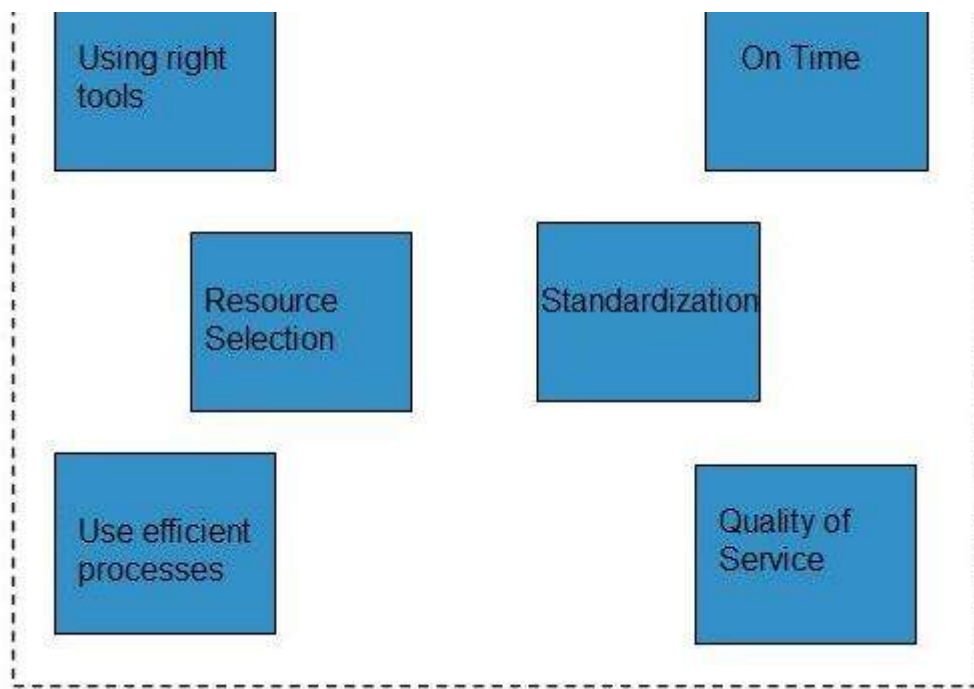 Using right
tools
On Time
Resource
Selection
Standardization
Use efficient
processes
Quality of
Service